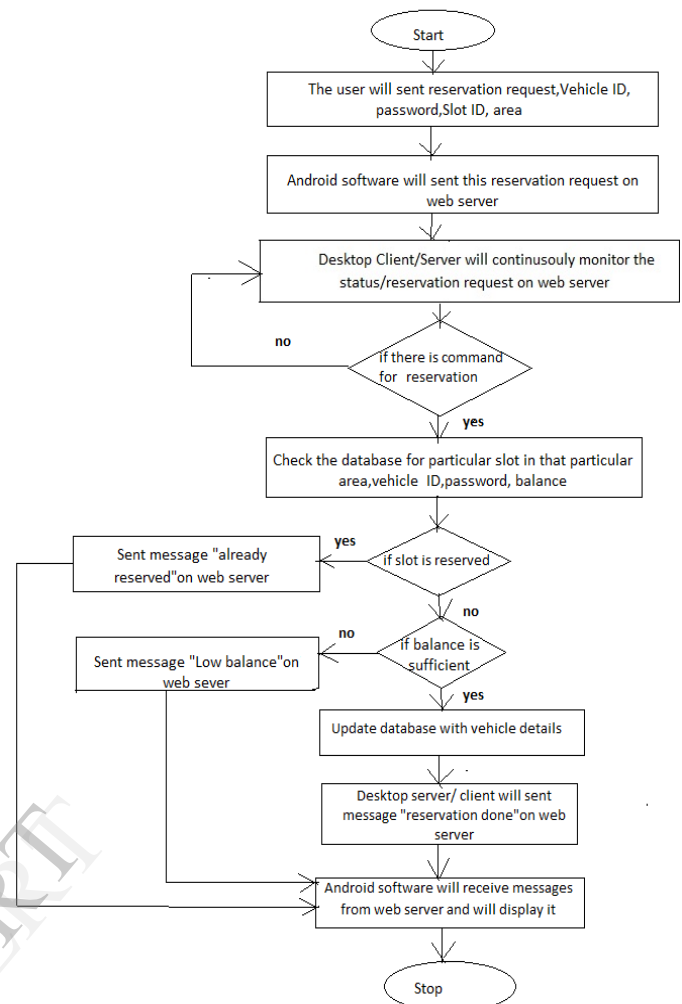 Start
The user will sent reservation request,Vehicle ID,
password,Slot ID, area
Android software will sent this reservation request on
web server
Desktop Client/Server will continusouly monitor the
status/reservation request on web server
no
if there is command
for reservation
yes
Check the database for particular slot in that particular
area,vehicle ID,password, balance
yes
Sent message "already
reserved"on web server
if slot is reserved
no
no
if balance is
sufficient
Sent message "Low balance"on
web sever
yes
Update database with vehicle details
Desktop server/ client will sent
message "reservation done"on web
server
Android software will receive messages
from web server and will display it
Stop